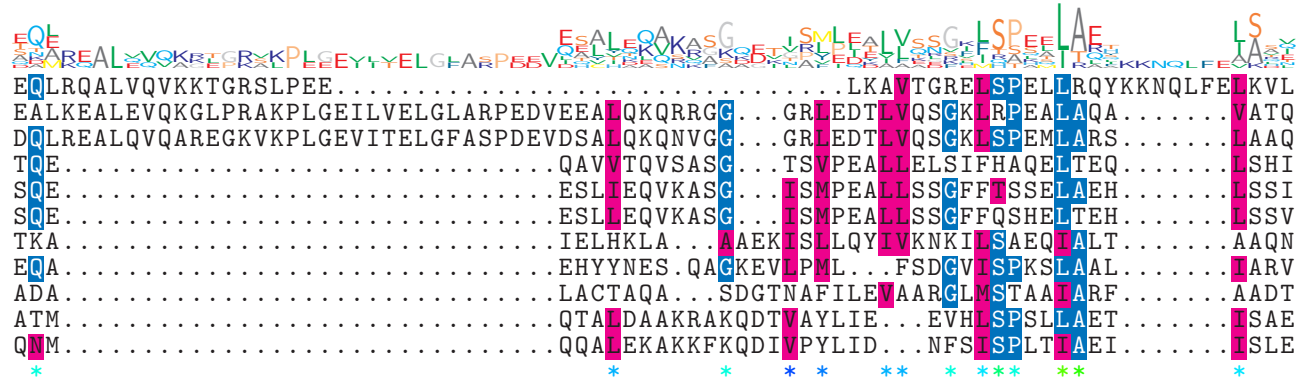 EQLRQALVQVKKTGRSLPEE................................LKAVTGRELSPELLRQYKKNQLFELKVL
EALKEALEVQKGLPRAKPLGEILVELGLARPEDVEEALQKQRRGG...GRLEDTLVQSGKLRPEALAQA.......VATQ
DQLREALQVQAREGKVKPLGEVITELGFASPDEVDSALQKQNVGG...GRLEDTLVQSGKLSPEMLARS.......LAAQ
TQE...............................QAVVTQVSASG...TSVPEALLELSIFHAQELTEQ.......LSHI
SQE...............................ESLIEQVKASG...ISMPEALLSSGFFTSSELAEH.......LSSI
SQE...............................ESLLEQVKASG...ISMPEALLSSGFFQSHELTEH.......LSSV
TKA...............................IELHKLA...AAEKISLLQYIVKNKILSAEQIALT.......AAQN
EQA...............................EHYYNES.QAGKEVLPML...FSDGVISPKSLAAL.......IARV
ADA...............................LACTAQA...SDGTNAFILEVAARGLMSTAAIARF.......AADT
ATM...............................QTALDAAKRAKQDTVAYLIE...EVHLSPSLLAET.......ISAE
QNM...............................QQALEKAKKFKQDIVPYLID...NFSISPLTIAEI.......ISLE
* * * * * * * * * * * * * *